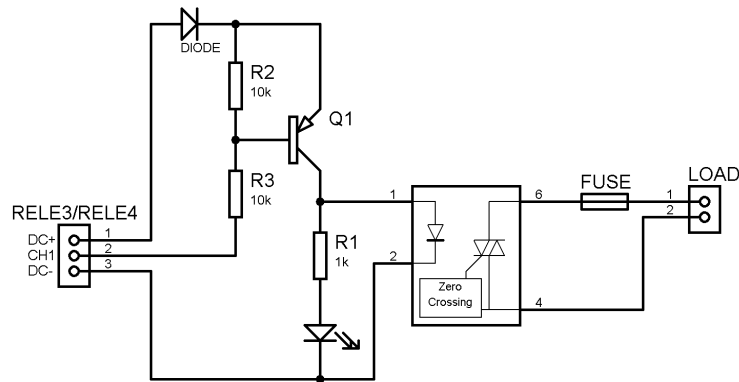 DIODE
R2
10k
Q1
R3
10k
RELE3/RELE4
DC+ 1
CH1 2
DC- 3
R1
1k
1
2
6
4
Zero
Crossing
FUSE
LOAD
1
2